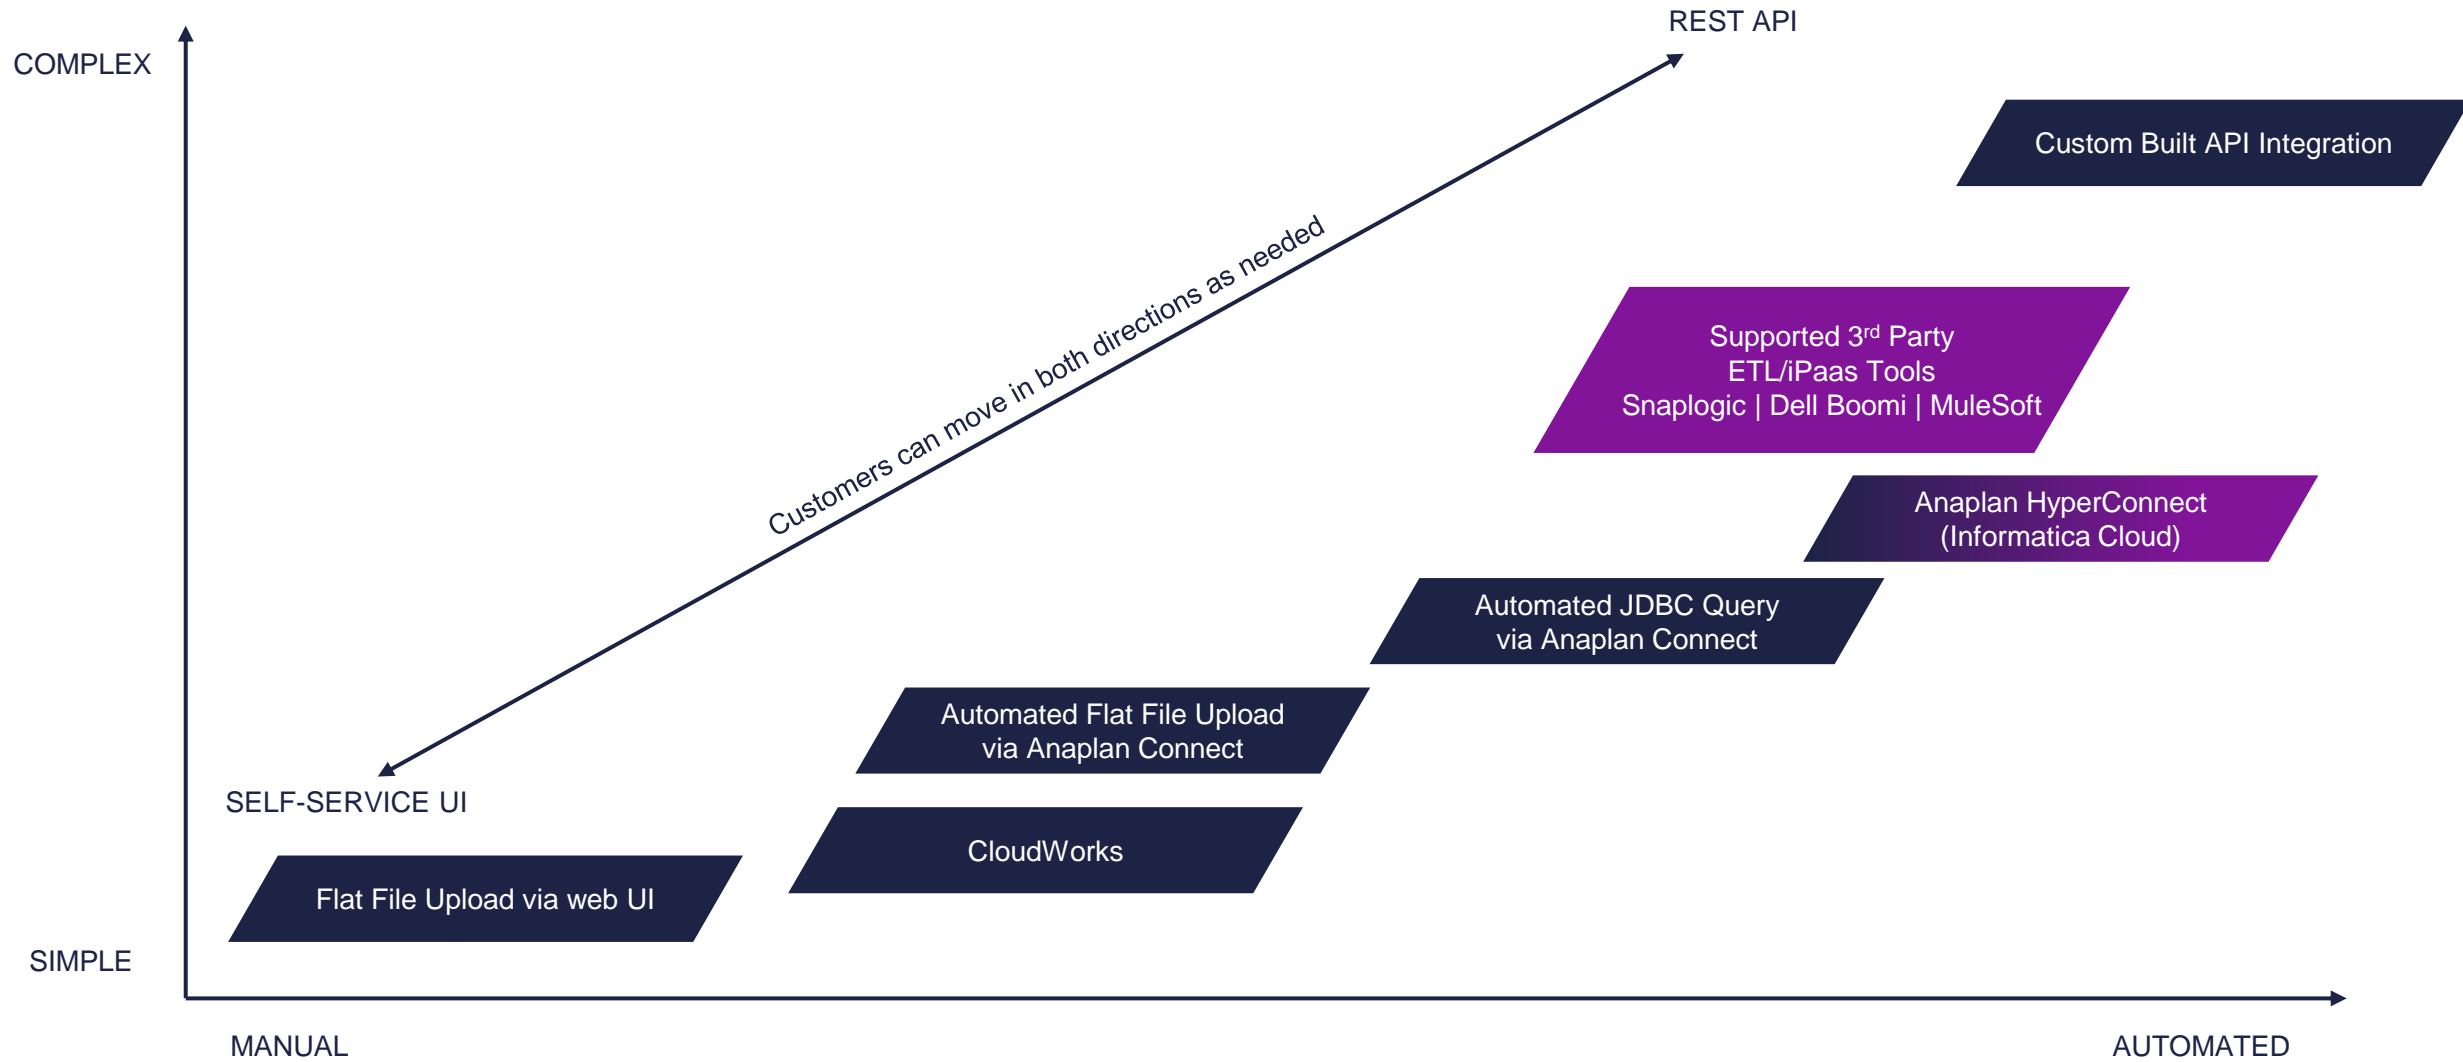 REST API
COMPLEX
Custom Built API Integration
Customers can move in both directions as needed
Supported 3rd Party
ETL/iPaas Tools
Snaplogic | Dell Boomi | MuleSoft
Anaplan HyperConnect
(Informatica Cloud)
Automated JDBC Query
via Anaplan Connect
Automated Flat File Upload
via Anaplan Connect
SELF-SERVICE UI
CloudWorks
Flat File Upload via web UI
SIMPLE
MANUAL
AUTOMATED